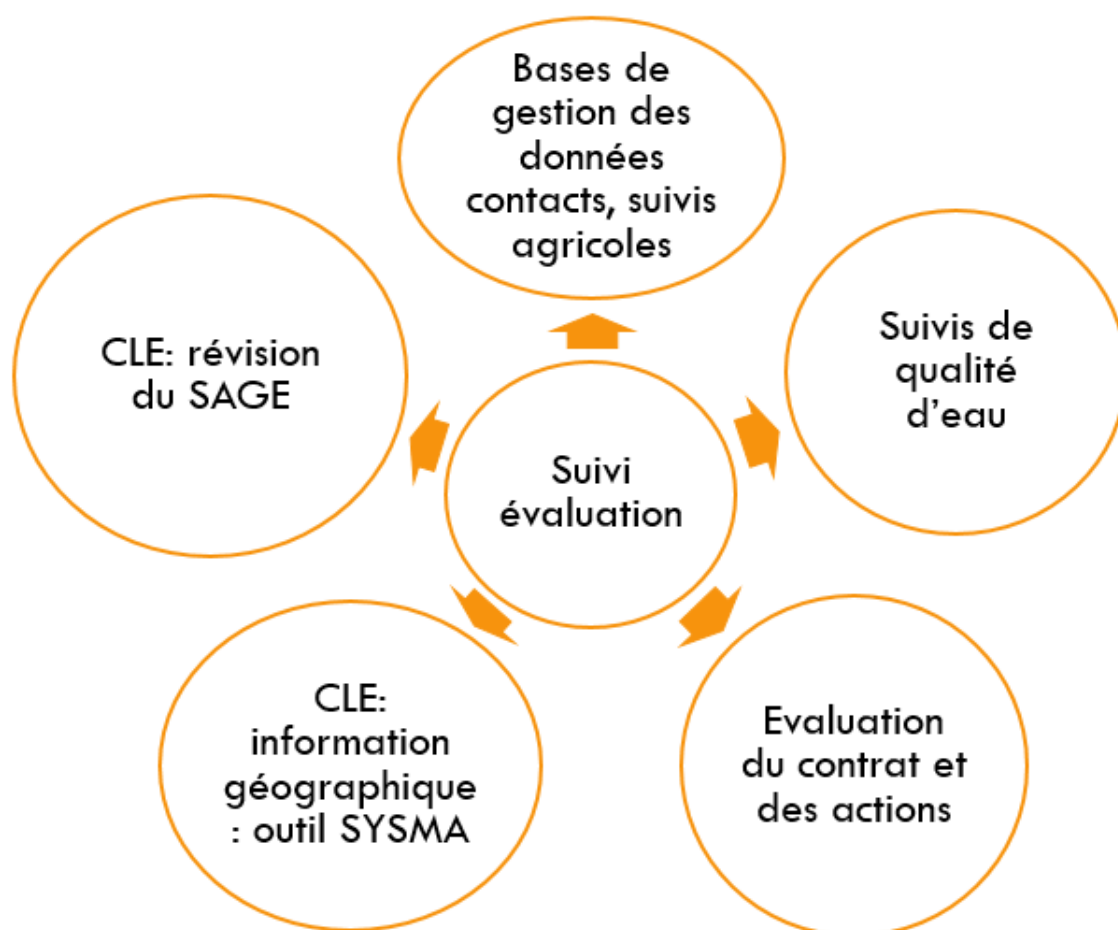 Bases de
gestion des
données
contacts, suivis
agricoles
CLE: révision
du SAGE
Suivis de
qualité
d’eau
Suivi
évaluation
CLE:
information
géographique
: outil SYSMA
Evaluation
du contrat et
des actions